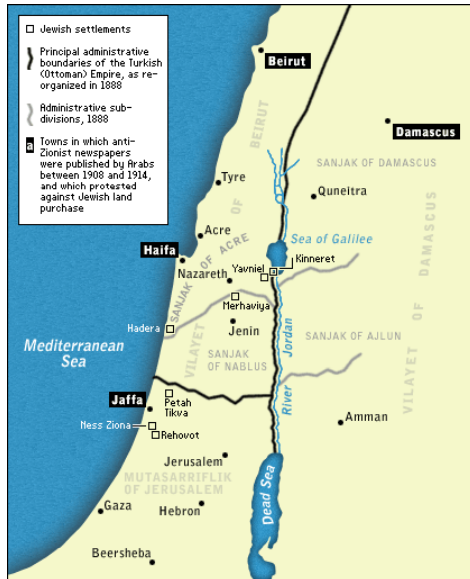 Jewish settlements
Principal administrative
boundaries of the Turkish
(Ottoman) Empire, as re-
organized in 1888
Administrative sub-
divisions, 1888
a Towns in which anti-
Zionist newspapers
were published by Arabs
between 1908 and 1914,
and which protested
against Jewish land
purchase
Beirut
Damascus
VILAYET OF BEIRUT
SANJAK OF DAMASCUS
Tyre
Quneitra
Acre
Sea of Galilee
Haifa
SANJAK OF ACRE
Kinneret
Yavniel
Nazareth
Merhaviya
VILAYET OF DAMASCUS
Hadera
Jenin
SANJAK OF AJLUN
Mediterranean
Sea
SANJAK
OF NABLUS
River Jordan
Jaffa
Petah
Tikva
Amman
Ness Ziona
Rehovot
Jerusalem
MUTASARRIFLIK
OF JERUSALEM
Dead Sea
Gaza
Hebron
Beersheba